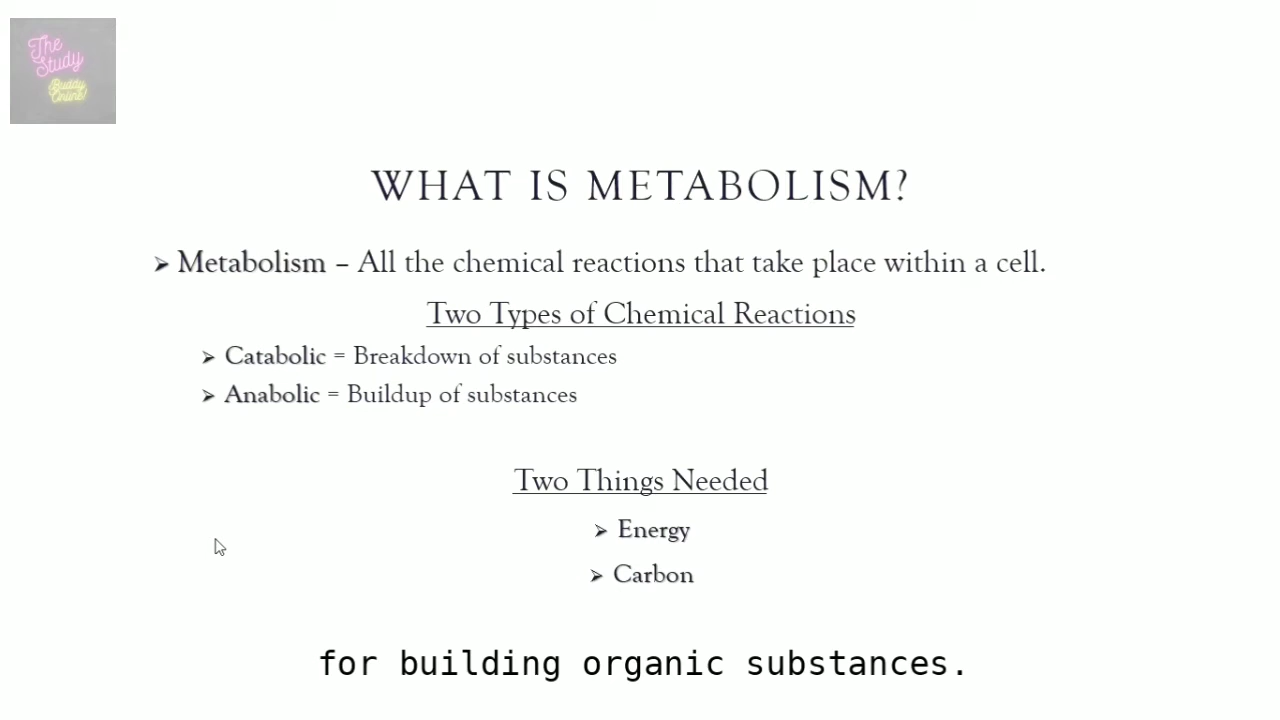 The
Study
Buddy
Online!
WHAT IS METABOLISM?
➢ Metabolism – All the chemical reactions that take place within a cell.
Two Types of Chemical Reactions
➢ Catabolic = Breakdown of substances
➢ Anabolic = Buildup of substances
Two Things Needed
➢ Energy
➢ Carbon
for building organic substances.